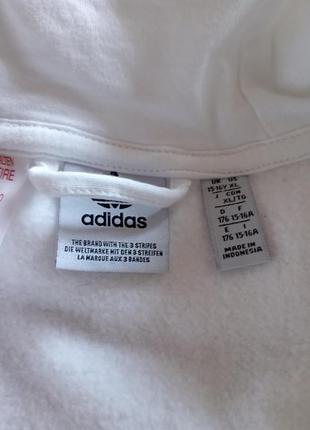 adidas
THE BRAND WITH THE 3 STRIPES
DIE WELTMARKE MIT DEN 3 STREIFEN
LA MARQUE AUX 3 BANDES
UK US
15-16Y XL
J CDN
XL/TG
D F
176 15-16A
E I
176 15-16A
MADE IN
INDONESIA